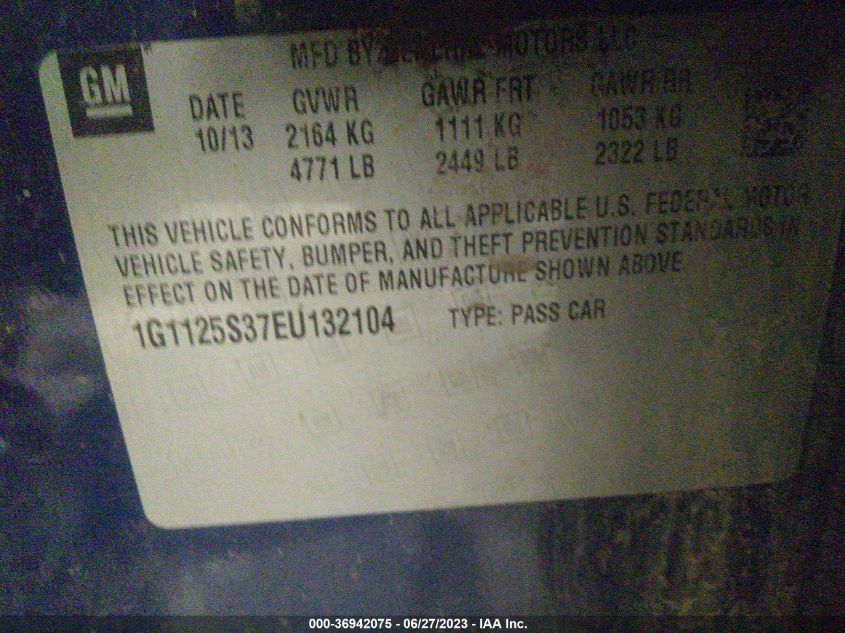 GM
MFD BY GENERAL MOTORS LLC
DATE GVWR GAWR FRT GAWR RR
10/13 2164 KG 1111 KG 1053 KG
4771 LB 2449 LB 2322 LB
THIS VEHICLE CONFORMS TO ALL APPLICABLE U.S. FEDERAL MOTOR
VEHICLE SAFETY, BUMPER, AND THEFT PREVENTION STANDARDS IN
EFFECT ON THE DATE OF MANUFACTURE SHOWN ABOVE
1G1125S37EU132104 TYPE: PASS CAR
000-36942075 - 06/27/2023 - IAA Inc.